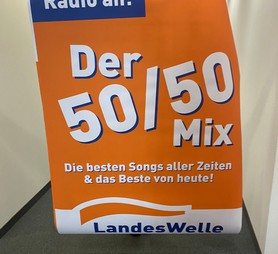 Radio an!
Der
50/50
Mix
Die besten Songs aller Zeiten
& das Beste von heute!
LandesWelle